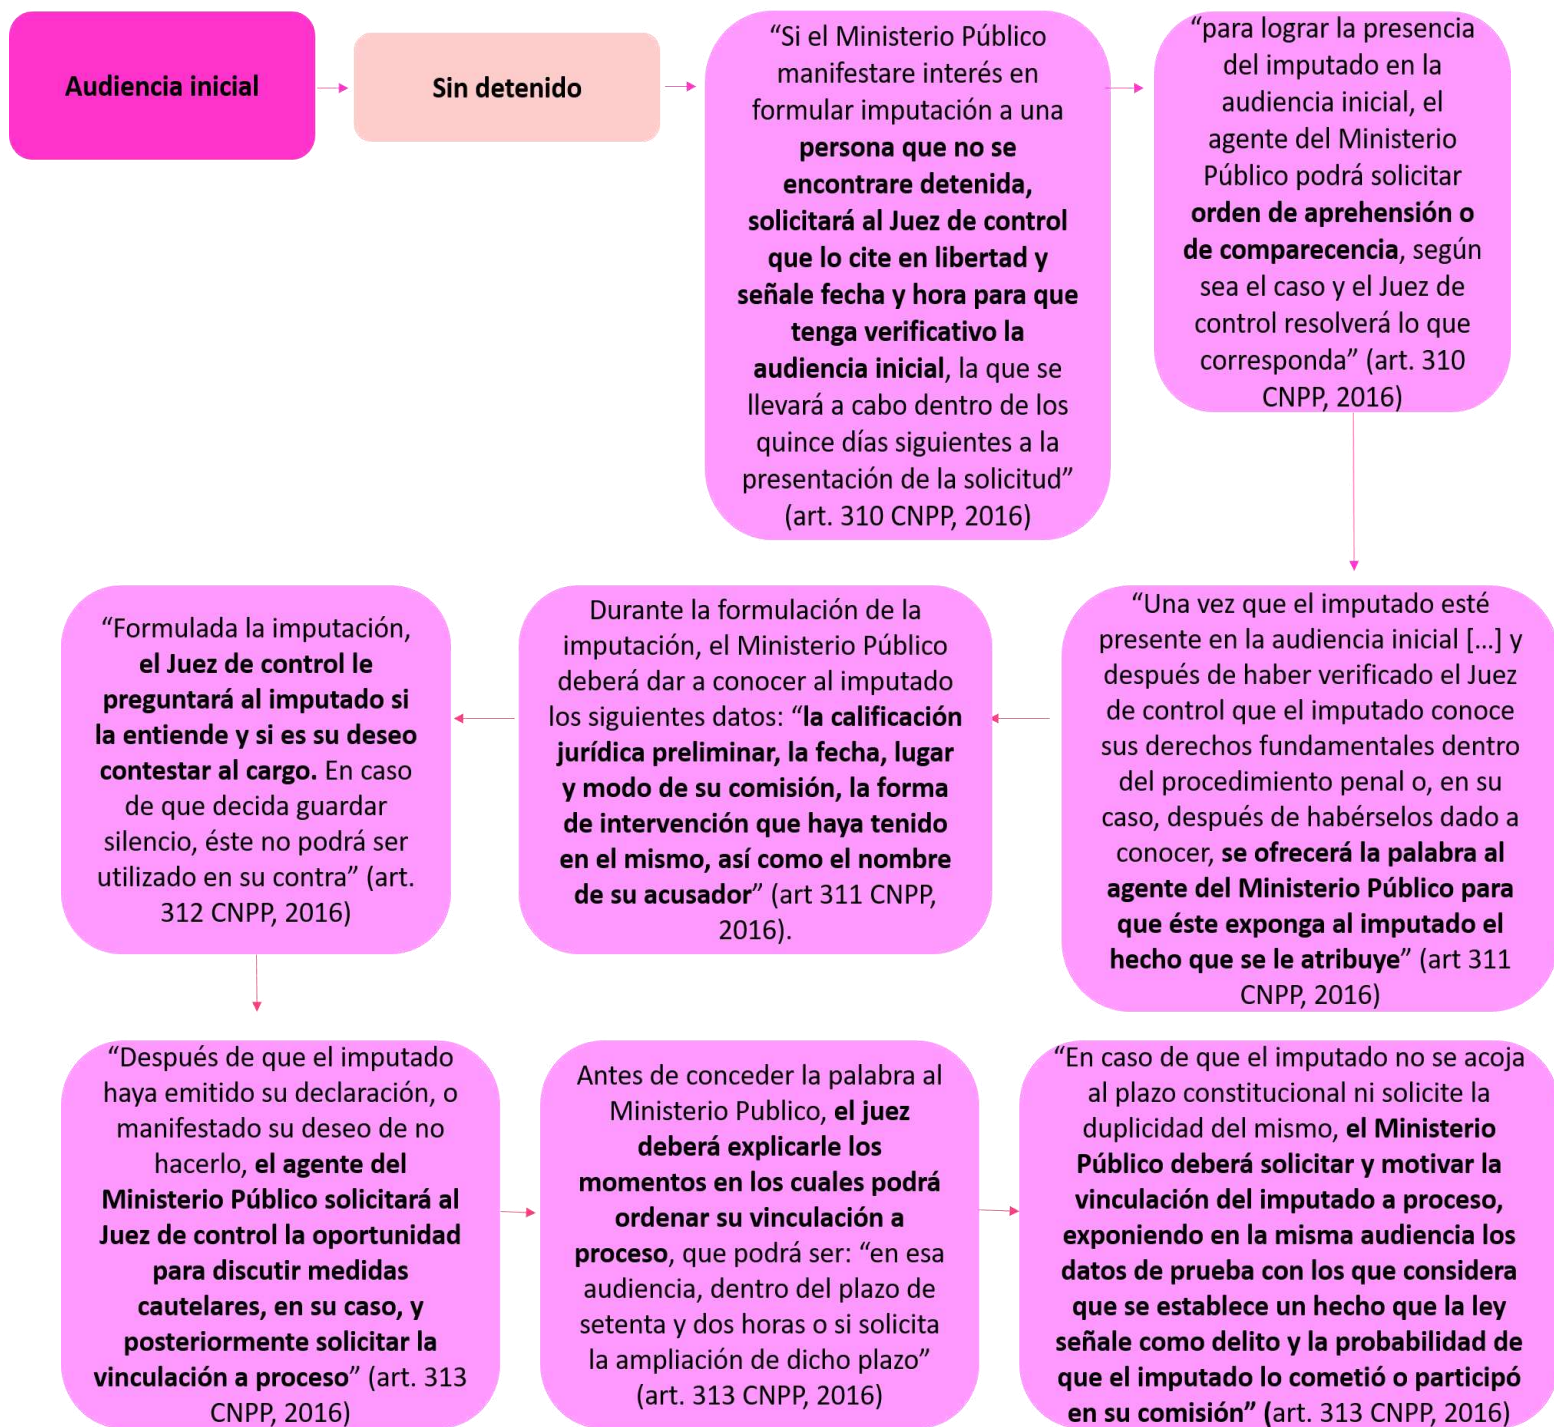 Audiencia inicial
Sin detenido
“Si el Ministerio Público
manifestare interés en
formular imputación a una
persona que no se
encontrare detenida,
solicitará al Juez de control
que lo cite en libertad y
señale fecha y hora para que
tenga verificativo la
audiencia inicial, la que se
llevará a cabo dentro de los
quince días siguientes a la
presentación de la solicitud”
(art. 310 CNPP, 2016)
“para lograr la presencia
del imputado en la
audiencia inicial, el
agente del Ministerio
Público podrá solicitar
orden de aprehensión o
de comparecencia, según
sea el caso y el Juez de
control resolverá lo que
corresponda” (art. 310
CNPP, 2016)
“Una vez que el imputado esté
presente en la audiencia inicial [...] y
después de haber verificado el Juez
de control que el imputado conoce
sus derechos fundamentales dentro
del procedimiento penal o, en su
caso, después de habérselos dado a
conocer, se ofrecerá la palabra al
agente del Ministerio Público para
que éste exponga al imputado el
hecho que se le atribuye” (art 311
CNPP, 2016)
Durante la formulación de la
imputación, el Ministerio Público
deberá dar a conocer al imputado
los siguientes datos: “la calificación
jurídica preliminar, la fecha, lugar
y modo de su comisión, la forma
de intervención que haya tenido
en el mismo, así como el nombre
de su acusador” (art 311 CNPP,
2016).
“Formulada la imputación,
el Juez de control le
preguntará al imputado si
la entiende y si es su deseo
contestar al cargo. En caso
de que decida guardar
silencio, éste no podrá ser
utilizado en su contra” (art.
312 CNPP, 2016)
“Después de que el imputado
haya emitido su declaración, o
manifestado su deseo de no
hacerlo, el agente del
Ministerio Público solicitará al
Juez de control la oportunidad
para discutir medidas
cautelares, en su caso, y
posteriormente solicitar la
vinculación a proceso” (art. 313
CNPP, 2016)
Antes de conceder la palabra al
Ministerio Publico, el juez
deberá explicarle los
momentos en los cuales podrá
ordenar su vinculación a
proceso, que podrá ser: “en esa
audiencia, dentro del plazo de
setenta y dos horas o si solicita
la ampliación de dicho plazo”
(art. 313 CNPP, 2016)
“En caso de que el imputado no se acoja
al plazo constitucional ni solicite la
duplicidad del mismo, el Ministerio
Público deberá solicitar y motivar la
vinculación del imputado a proceso,
exponiendo en la misma audiencia los
datos de prueba con los que considera
que se establece un hecho que la ley
señale como delito y la probabilidad de
que el imputado lo cometió o participó
en su comisión” (art. 313 CNPP, 2016)